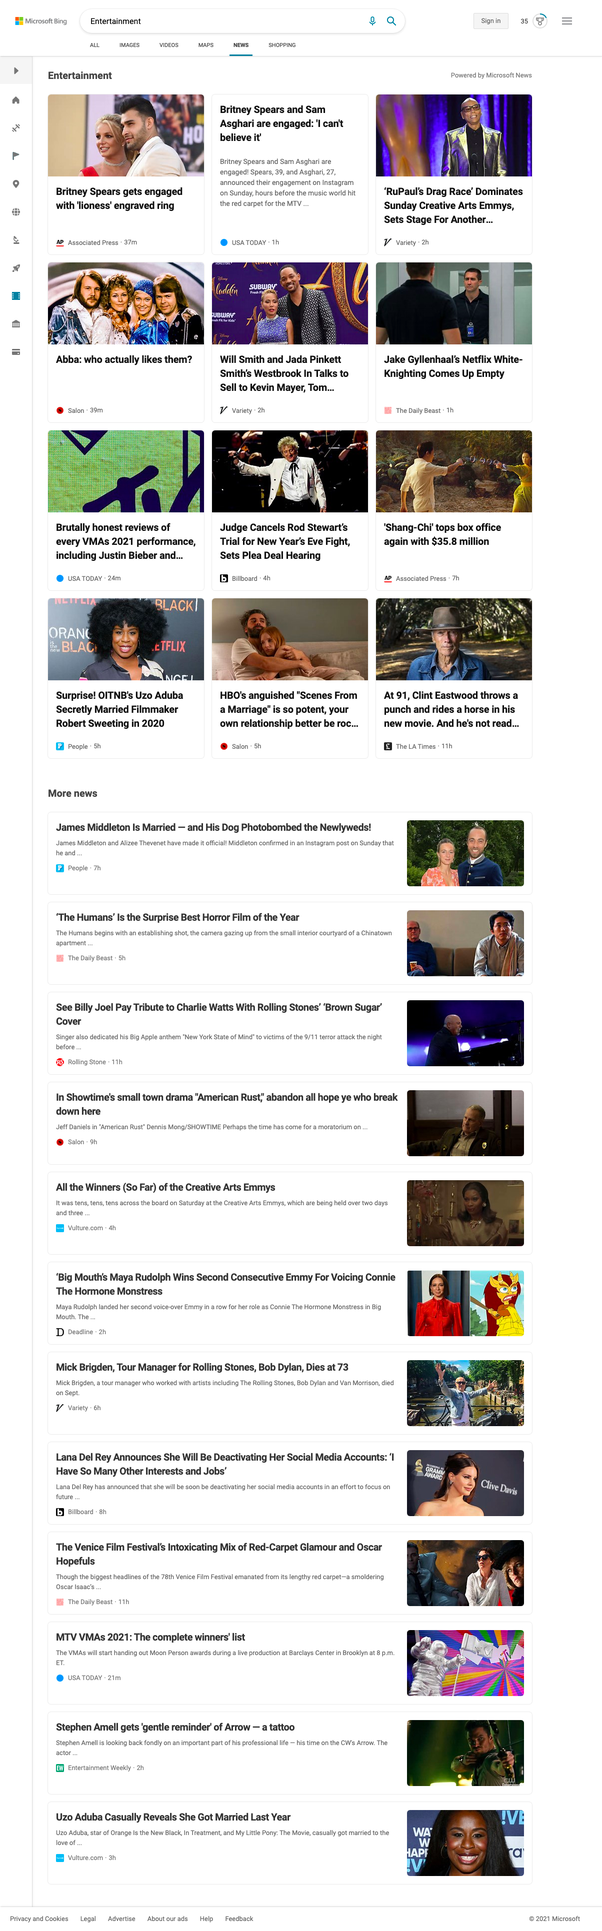 Microsoft Bing
Entertainment
Sign in
35
ALL
IMAGES
VIDEOS
MAPS
NEWS
SHOPPING
Entertainment
Powered by Microsoft News
Britney Spears gets engaged
with 'lioness' engraved ring
AP Associated Press · 37m
Britney Spears and Sam
Asghari are engaged: 'I can't
believe it'
Britney Spears and Sam Asghari are
engaged! Spears, 39, and Asghari, 27,
announced their engagement on Instagram
on Sunday, hours before the music world hit
the red carpet for the MTV ...
USA TODAY · 1h
'RuPaul's Drag Race' Dominates
Sunday Creative Arts Emmys,
Sets Stage For Another...
Variety · 2h
Abba: who actually likes them?
Salon · 39m
Aladdin
SUBWAY
Will Smith and Jada Pinkett
Smith's Westbrook In Talks to
Sell to Kevin Mayer, Tom...
Variety · 2h
Jake Gyllenhaal's Netflix White-
Knighting Comes Up Empty
The Daily Beast · 1h
Brutally honest reviews of
every VMAs 2021 performance,
including Justin Bieber and...
USA TODAY · 24m
Judge Cancels Rod Stewart's
Trial for New Year's Eve Fight,
Sets Plea Deal Hearing
Billboard · 4h
'Shang-Chi' tops box office
again with $35.8 million
AP Associated Press · 7h
NETFLIX
BLACK
ORANG
BLAC
NETFLIX
Surprise! OITNB's Uzo Aduba
Secretly Married Filmmaker
Robert Sweeting in 2020
People · 5h
HBO's anguished "Scenes From
a Marriage" is so potent, your
own relationship better be roc...
Salon · 5h
At 91, Clint Eastwood throws a
punch and rides a horse in his
new movie. And he's not read...
The LA Times · 11h
More news
James Middleton Is Married — and His Dog Photobombed the Newlyweds!
James Middleton and Alizee Thevenet have made it official! Middleton confirmed in an Instagram post on Sunday that
he and ...
People · 7h
'The Humans' Is the Surprise Best Horror Film of the Year
The Humans begins with an establishing shot, the camera gazing up from the small interior courtyard of a Chinatown
apartment ...
The Daily Beast · 5h
See Billy Joel Pay Tribute to Charlie Watts With Rolling Stones' 'Brown Sugar'
Cover
Singer also dedicated his Big Apple anthem "New York State of Mind" to victims of the 9/11 terror attack the night
before ...
Rolling Stone · 11h
In Showtime's small town drama "American Rust," abandon all hope ye who break
down here
Jeff Daniels in "American Rust" Dennis Mong/SHOWTIME Perhaps the time has come for a moratorium on ...
Salon · 9h
All the Winners (So Far) of the Creative Arts Emmys
It was tens, tens, tens across the board on Saturday at the Creative Arts Emmys, which are being held over two days
and three ...
Vulture.com · 4h
'Big Mouth's Maya Rudolph Wins Second Consecutive Emmy For Voicing Connie
The Hormone Monstress
Maya Rudolph landed her second voice-over Emmy in a row for her role as Connie The Hormone Monstress in Big
Mouth. The ...
Deadline · 2h
Mick Brigden, Tour Manager for Rolling Stones, Bob Dylan, Dies at 73
Mick Brigden, a tour manager who worked with artists including The Rolling Stones, Bob Dylan and Van Morrison, died
on Sept.
Variety · 6h
Lana Del Rey Announces She Will Be Deactivating Her Social Media Accounts: 'I
Have So Many Other Interests and Jobs'
Lana Del Rey has announced that she will be soon be deactivating her social media accounts in an effort to focus on
future ...
Billboard · 8h
GRAMMY
AWARD
Clive Davis
The Venice Film Festival's Intoxicating Mix of Red-Carpet Glamour and Oscar
Hopefuls
Though the biggest headlines of the 78th Venice Film Festival emanated from its lengthy red carpet—a smoldering
Oscar Isaac's ...
The Daily Beast · 11h
MTV VMAs 2021: The complete winners' list
The VMAs will start handing out Moon Person awards during a live production at Barclays Center in Brooklyn at 8 p.m.
ET.
USA TODAY · 21m
Stephen Amell gets 'gentle reminder' of Arrow — a tattoo
Stephen Amell is looking back fondly on an important part of his professional life — his time on the CW's Arrow. The
actor ...
EW Entertainment Weekly · 2h
Uzo Aduba Casually Reveals She Got Married Last Year
Uzo Aduba, star of Orange Is the New Black, In Treatment, and My Little Pony: The Movie, casually got married to the
love of ...
Vulture.com · 3h
Privacy and Cookies
Legal
Advertise
About our ads
Help
Feedback
© 2021 Microsoft